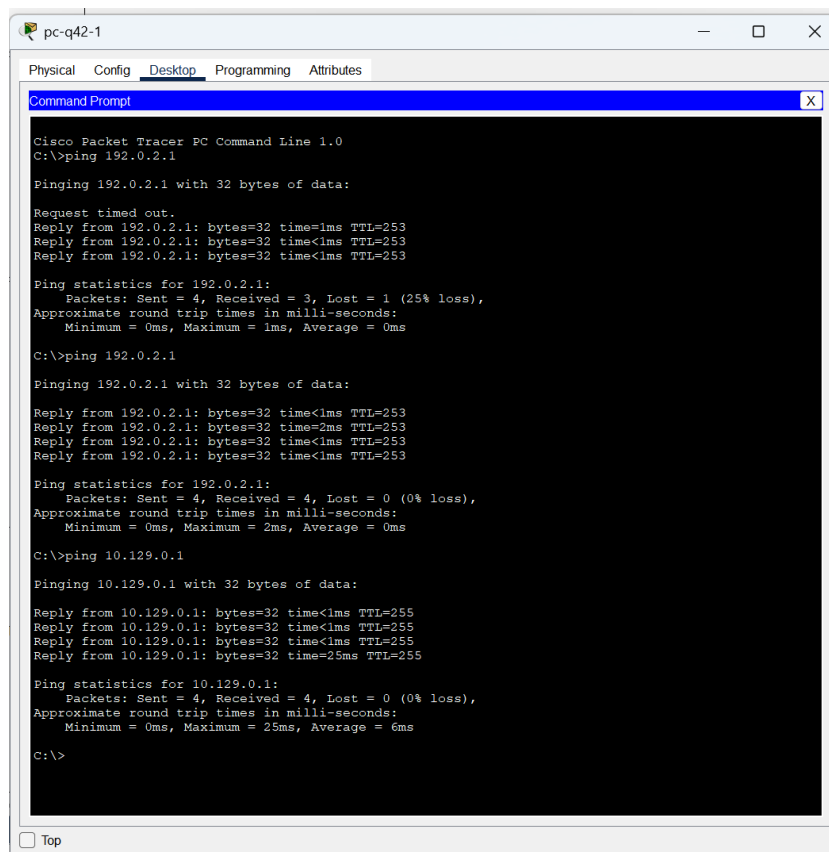 pc-q42-1
Physical Config Desktop Programming Attributes
Command Prompt
X
Cisco Packet Tracer PC Command Line 1.0
C:\>ping 192.0.2.1
Pinging 192.0.2.1 with 32 bytes of data:
Request timed out.
Reply from 192.0.2.1: bytes=32 time=1ms TTL=253
Reply from 192.0.2.1: bytes=32 time<1ms TTL=253
Reply from 192.0.2.1: bytes=32 time<1ms TTL=253
Ping statistics for 192.0.2.1:
Packets: Sent = 4, Received = 3, Lost = 1 (25% loss),
Approximate round trip times in milli-seconds:
Minimum = 0ms, Maximum = 1ms, Average = 0ms
C:\>ping 192.0.2.1
Pinging 192.0.2.1 with 32 bytes of data:
Reply from 192.0.2.1: bytes=32 time<1ms TTL=253
Reply from 192.0.2.1: bytes=32 time=2ms TTL=253
Reply from 192.0.2.1: bytes=32 time<1ms TTL=253
Reply from 192.0.2.1: bytes=32 time<1ms TTL=253
Ping statistics for 192.0.2.1:
Packets: Sent = 4, Received = 4, Lost = 0 (0% loss),
Approximate round trip times in milli-seconds:
Minimum = 0ms, Maximum = 2ms, Average = 0ms
C:\>ping 10.129.0.1
Pinging 10.129.0.1 with 32 bytes of data:
Reply from 10.129.0.1: bytes=32 time<1ms TTL=255
Reply from 10.129.0.1: bytes=32 time<1ms TTL=255
Reply from 10.129.0.1: bytes=32 time<1ms TTL=255
Reply from 10.129.0.1: bytes=32 time=25ms TTL=255
Ping statistics for 10.129.0.1:
Packets: Sent = 4, Received = 4, Lost = 0 (0% loss),
Approximate round trip times in milli-seconds:
Minimum = 0ms, Maximum = 25ms, Average = 6ms
C:\>
Top